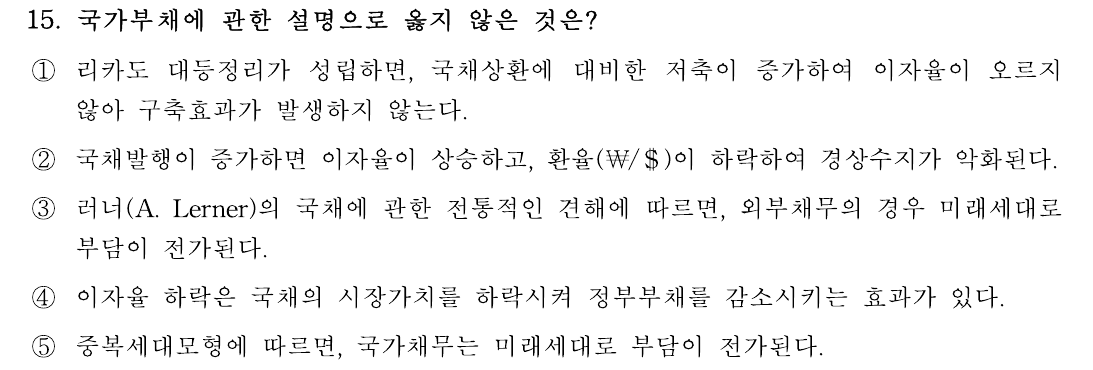 15. 국가부채에 관한 설명으로 옳지 않은 것은?
① 리카도 대등정리가 성립하면, 국채상환에 대비한 저축이 증가하여 이자율이 오르지
않아 구축효과가 발생하지 않는다.
② 국채발행이 증가하면 이자율이 상승하고, 환율(₩/$)이 하락하여 경상수지가 악화된다.
③ 러너(A. Lerner)의 국채에 관한 전통적인 견해에 따르면, 외부채무의 경우 미래세대로
부담이 전가된다.
④ 이자율 하락은 국채의 시장가치를 하락시켜 정부부채를 감소시키는 효과가 있다.
⑤ 중복세대모형에 따르면, 국가채무는 미래세대로 부담이 전가된다.